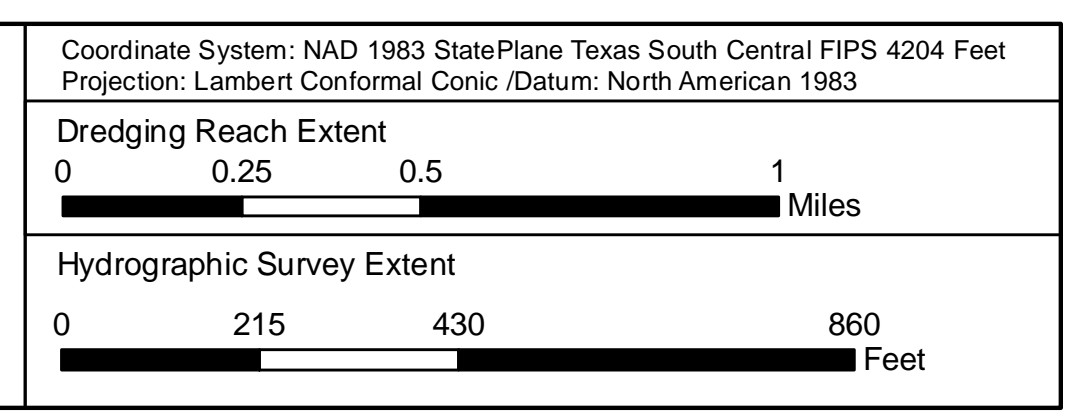 Coordinate System: NAD 1983 StatePlane Texas South Central FIPS 4204 Feet
Projection: Lambert Conformal Conic /Datum: North American 1983
Dredging Reach Extent
0 0.25 0.5 1
Miles
Hydrographic Survey Extent
0 215 430 860
Feet